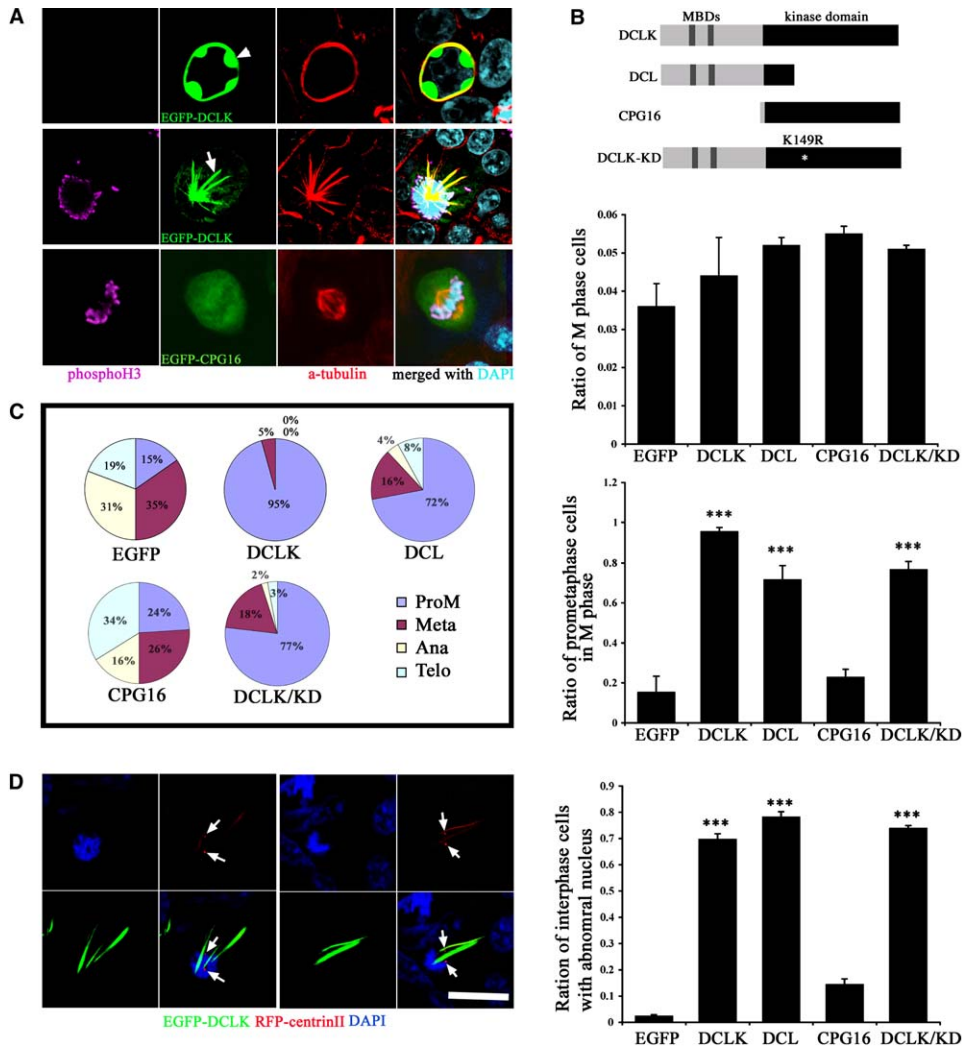 A
EGFP-DCLK
EGFP-DCLK
EGFP-CPG16
phosphoH3
a-tubulin
merged with DAPI
B
MBDs
kinase domain
DCLK
DCL
CPG16
K149R
DCLK-KD
*
Ratio of M phase cells
0.06
0.05
0.04
0.03
0.02
0.01
0
EGFP
DCLK
DCL
CPG16
DCLK/KD
C
19%
15%
31%
35%
EGFP
5%
0%
0%
95%
DCLK
4%
8%
16%
72%
DCL
34%
24%
16%
26%
CPG16
2%
3%
18%
77%
DCLK/KD
ProM
Meta
Ana
Telo
Ratio of prometaphase cells
in M phase
1.2
1
0.8
0.6
0.4
0.2
0
***
***
***
EGFP
DCLK
DCL
CPG16
DCLK/KD
D
EGFP-DCLK RFP-centrinII DAPI
Ration of interphase cells
with abnomral nucleus
0.9
0.8
0.7
0.6
0.5
0.4
0.3
0.2
0.1
0
***
***
***
EGFP
DCLK
DCL
CPG16
DCLK/KD